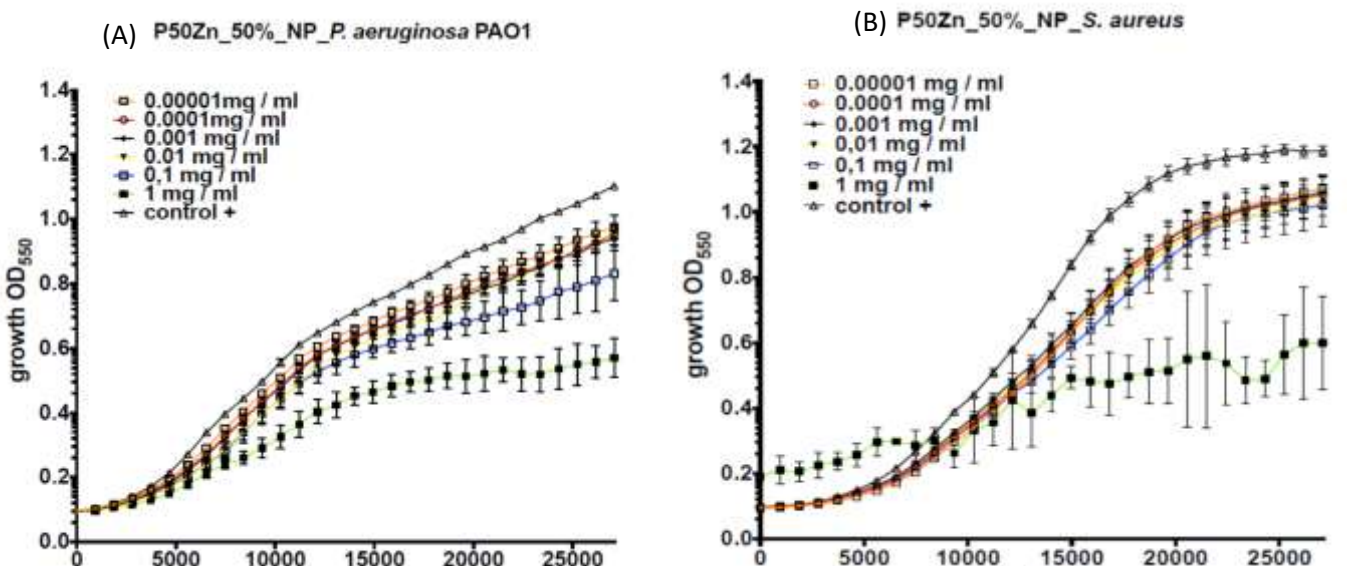 (A) P50Zn_50%_NP_P. aeruginosa PAO1
1.4
1.2
1.0
0.8
0.6
0.4
0.2
0.0
growth OD550
0.00001mg / ml
0.0001mg / ml
0.001 mg / ml
0.01 mg / ml
0,1 mg / ml
1 mg / ml
control +
0 5000 10000 15000 20000 25000
(B) P50Zn_50%_NP_S. aureus
1.4
1.2
1.0
0.8
0.6
0.4
0.2
0.0
growth OD550
0.00001 mg / ml
0.0001 mg / ml
0.001 mg / ml
0,01 mg / ml
0,1 mg / ml
1 mg / ml
control +
0 5000 10000 15000 20000 25000